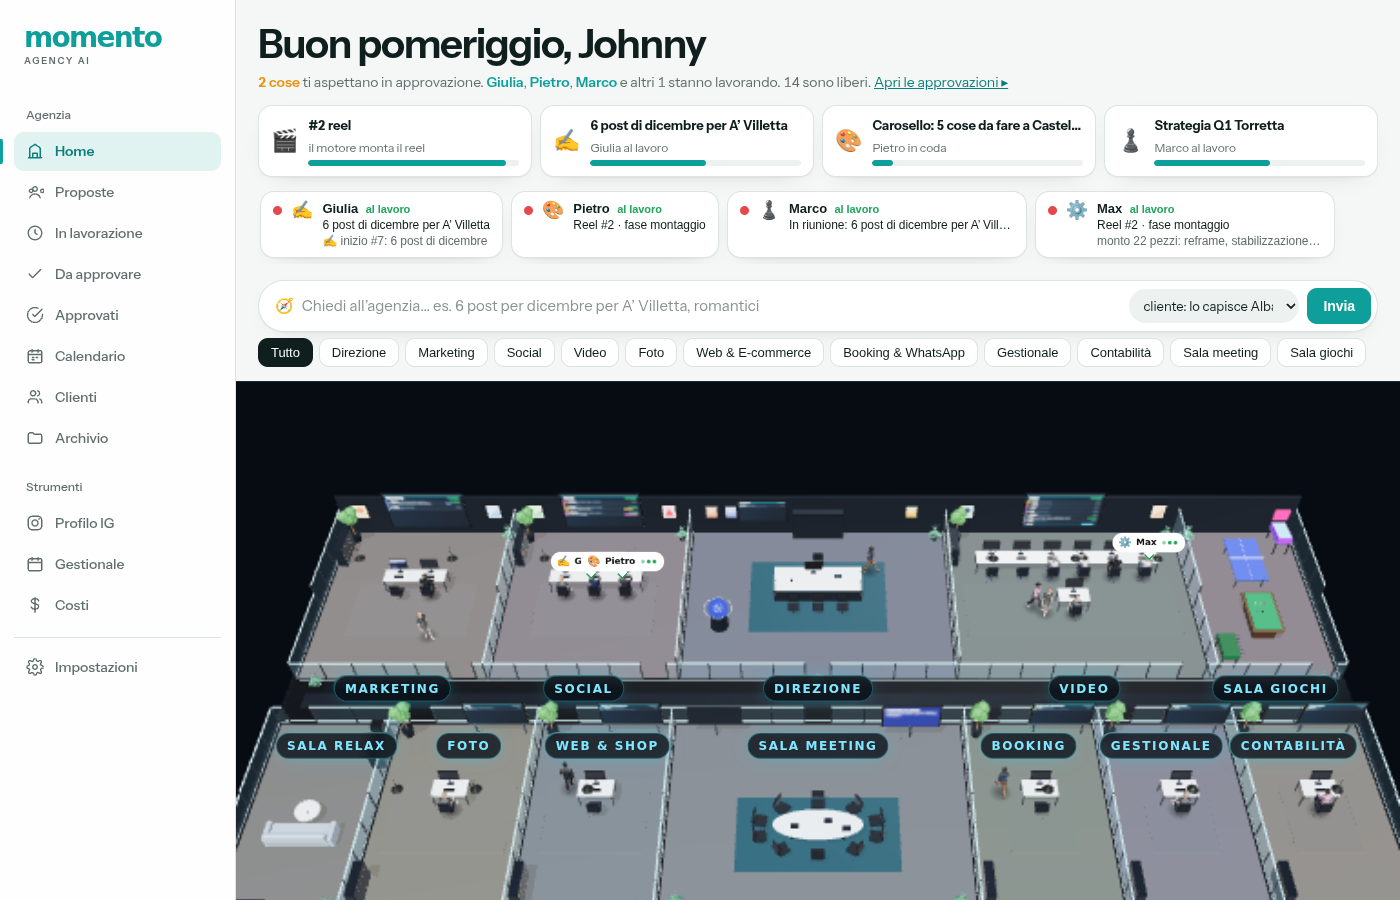 momento
AGENCY AI
Agenzia
Home
Proposte
In lavorazione
Da approvare
Approvati
Calendario
Clienti
Archivio
Strumenti
Profilo IG
Gestionale
Costi
Impostazioni
Buon pomeriggio, Johnny
2 cose ti aspettano in approvazione. Giulia, Pietro, Marco e altri 1 stanno lavorando. 14 sono liberi. Apri le approvazioni ▸
#2 reel
il motore monta il reel
6 post di dicembre per A’ Villetta
Giulia al lavoro
Carosello: 5 cose da fare a Castel…
Pietro in coda
Strategia Q1 Torretta
Marco al lavoro
Giulia al lavoro
6 post di dicembre per A’ Villetta
✍️ inizio #7: 6 post di dicembre
Pietro al lavoro
Reel #2 · fase montaggio
Marco al lavoro
In riunione: 6 post di dicembre per A’ Vill…
Max al lavoro
Reel #2 · fase montaggio
monto 22 pezzi: reframe, stabilizzazione…
Chiedi all’agenzia… es. 6 post per dicembre per A’ Villetta, romantici
cliente: lo capisce Alba
Invia
Tutto
Direzione
Marketing
Social
Video
Foto
Web & E-commerce
Booking & WhatsApp
Gestionale
Contabilità
Sala meeting
Sala giochi
G
Pietro
Max
MARKETING
SOCIAL
DIREZIONE
VIDEO
SALA GIOCHI
SALA RELAX
FOTO
WEB & SHOP
SALA MEETING
BOOKING
GESTIONALE
CONTABILITÀ